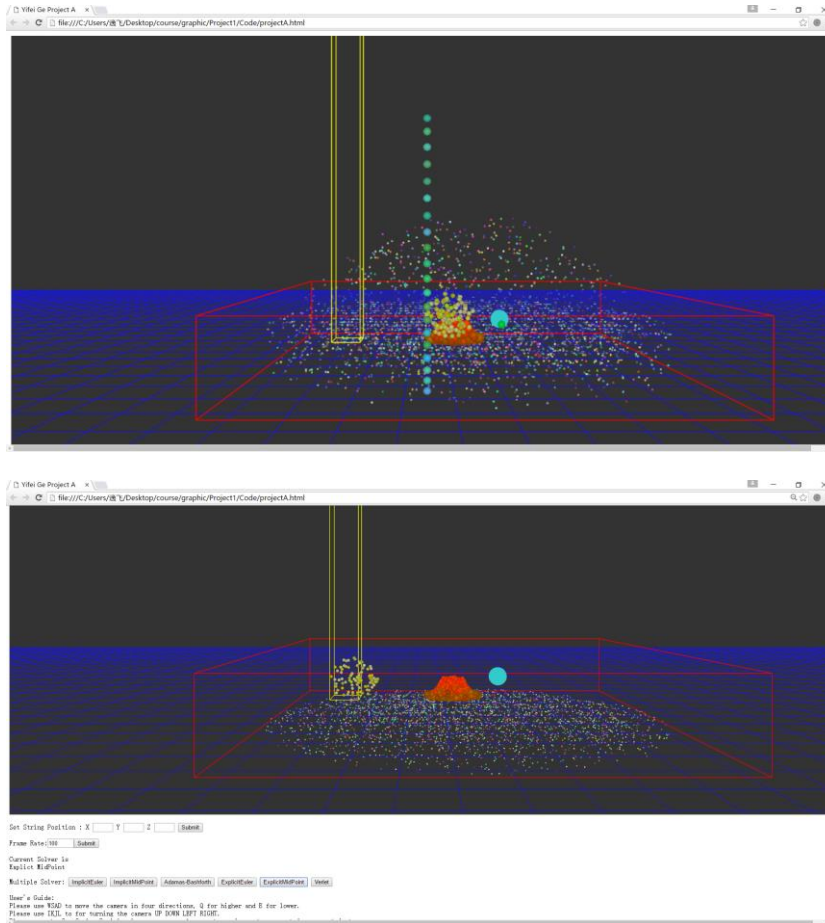 Yifei Ge Project A
file:///C:/Users/逸飞/Desktop/course/graphic/Project1/Code/projectA.html
Yifei Ge Project A
file:///C:/Users/逸飞/Desktop/course/graphic/Project1/Code/projectA.html
Set String Position : X Y Z Submit
Frame Rate: 100 Submit
Current Solver is
Explict MidPoint
Multiple Solver: ImplicitEuler ImplicitMidPoint Adamas-Bashforth ExplicitEuler ExplicitMidPoint Verlet
User's Guide:
Please use WSAD to move the camera in four directions, Q for higher and E for lower.
Please use IKJL to for turning the camera UP DOWN LEFT RIGHT.